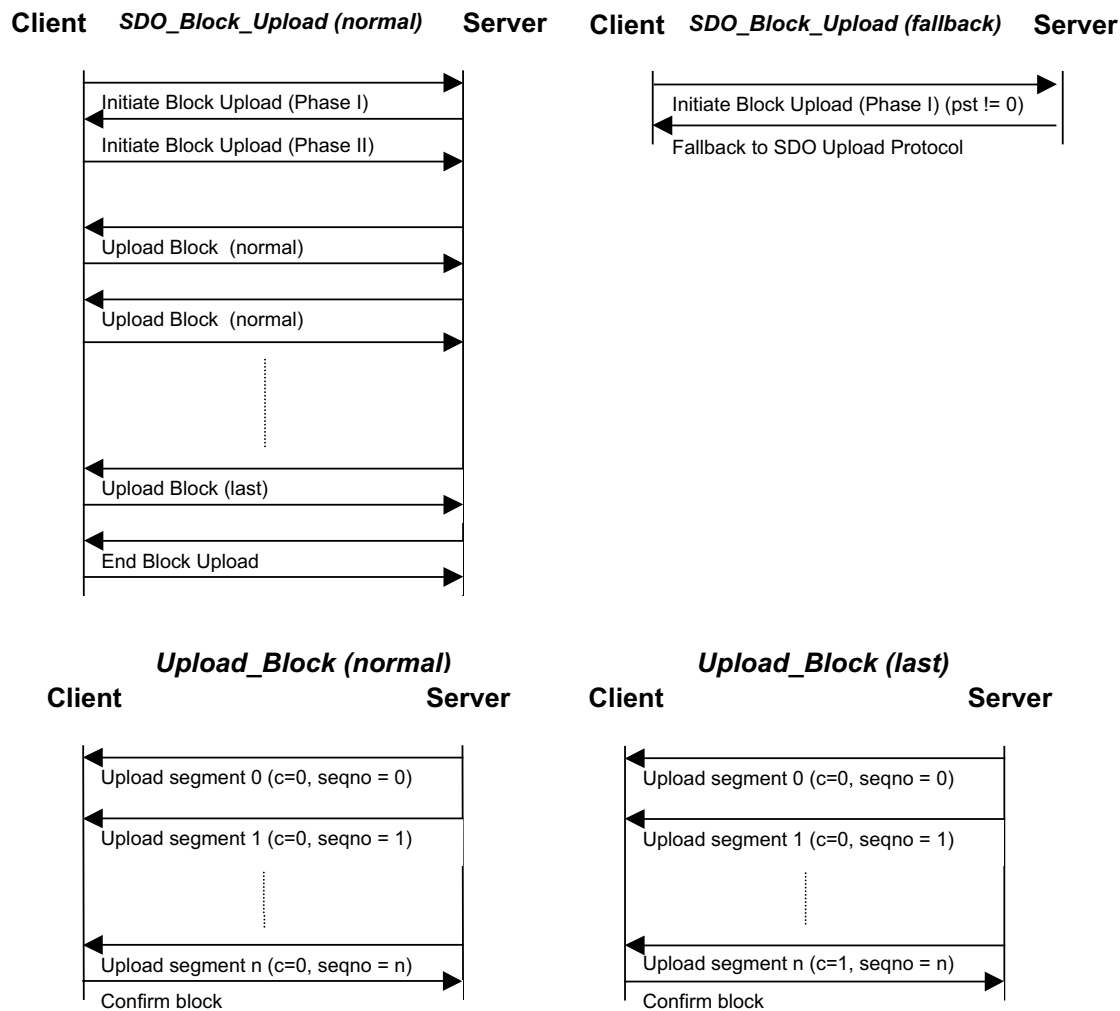 Client SDO_Block_Upload (normal) Server
Initiate Block Upload (Phase I)
Initiate Block Upload (Phase II)
Upload Block (normal)
Upload Block (normal)
Upload Block (last)
End Block Upload
Client SDO_Block_Upload (fallback) Server
Initiate Block Upload (Phase I) (pst != 0)
Fallback to SDO Upload Protocol
Upload_Block (normal)
Client Server
Upload segment 0 (c=0, seqno = 0)
Upload segment 1 (c=0, seqno = 1)
Upload segment n (c=0, seqno = n)
Confirm block
Upload_Block (last)
Client Server
Upload segment 0 (c=0, seqno = 0)
Upload segment 1 (c=0, seqno = 1)
Upload segment n (c=1, seqno = n)
Confirm block